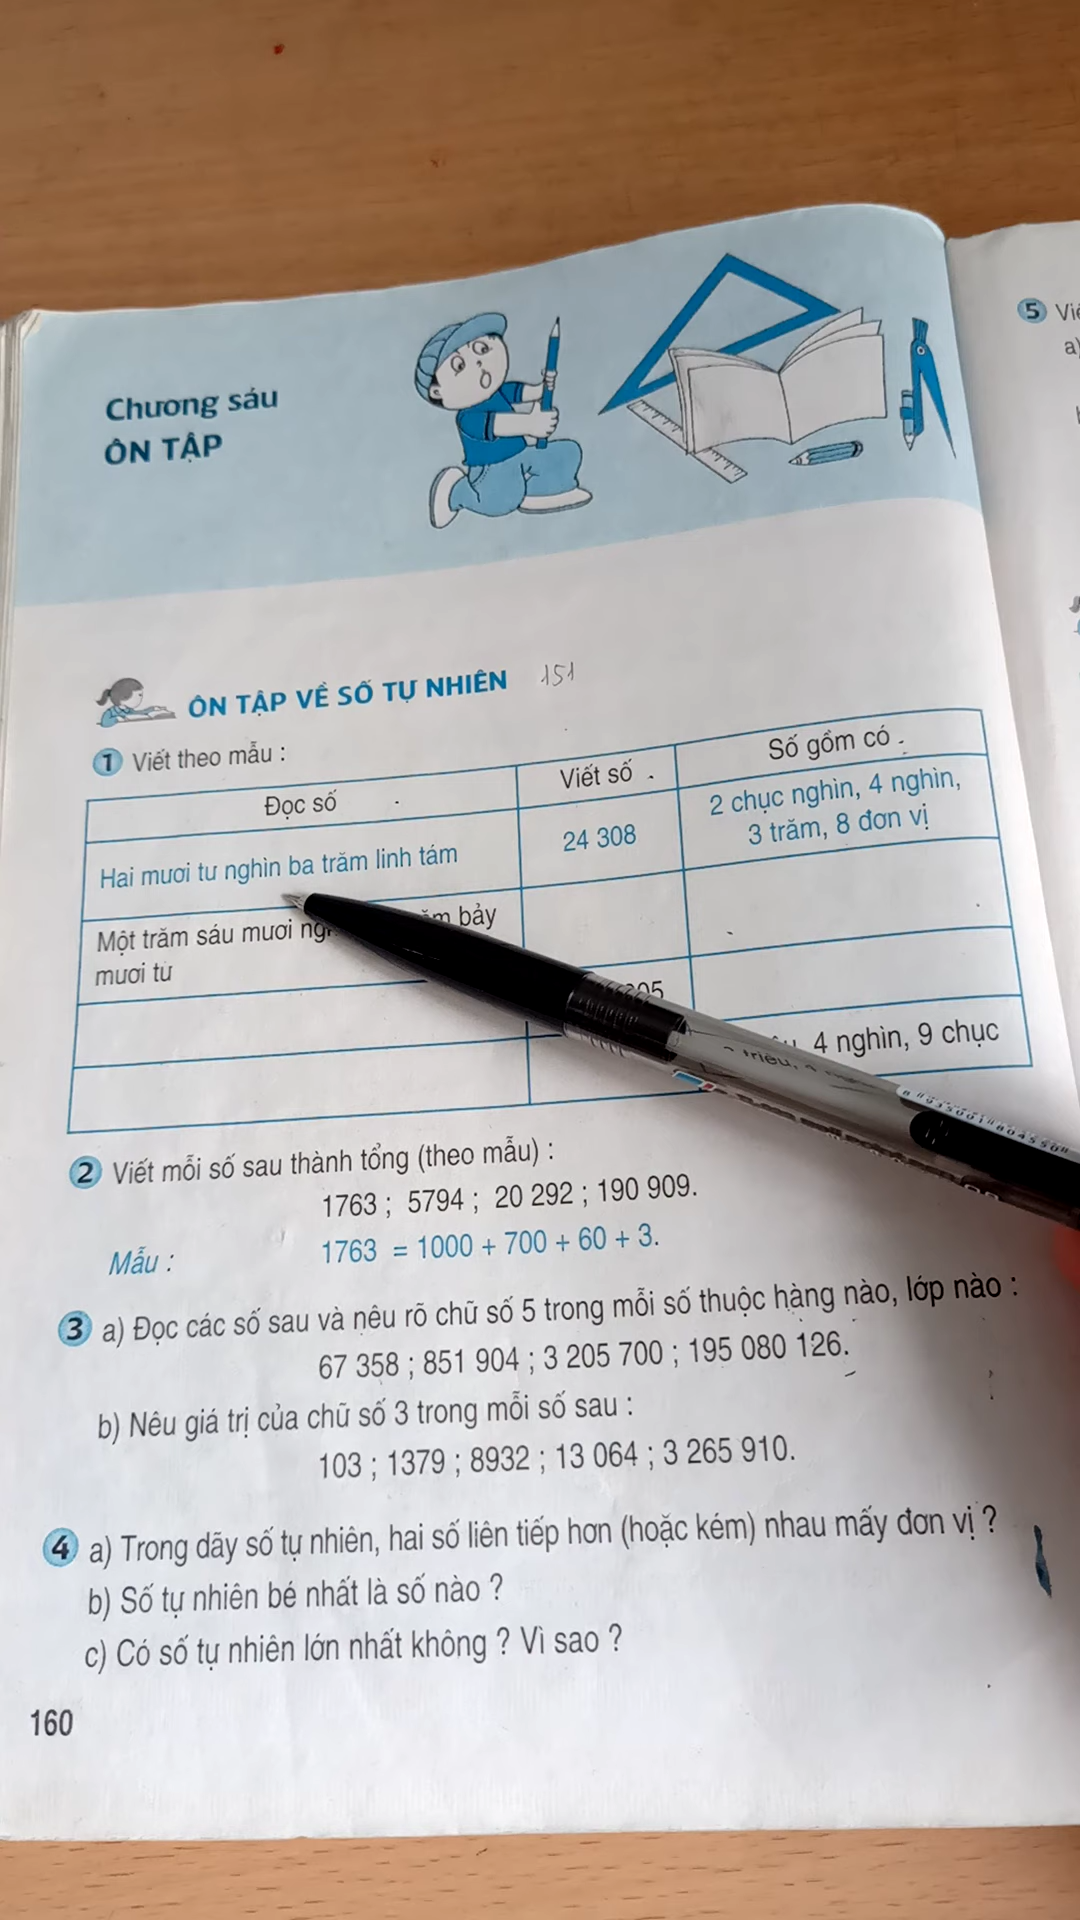 Chương sáu
ÔN TẬP
5 Vi
a)
ÔN TẬP VỀ SỐ TỰ NHIÊN 151
1 Viết theo mẫu :
Đọc số Viết số Số gồm có
Hai mươi tư nghìn ba trăm linh tám 24 308 2 chục nghìn, 4 nghìn,
3 trăm, 8 đơn vị
Một trăm sáu mươi bảy
mươi tư
4 nghìn, 9 chục
2 Viết mỗi số sau thành tổng (theo mẫu) :
1763 ; 5794 ; 20 292 ; 190 909.
Mẫu : 1763 = 1000 + 700 + 60 + 3.
3 a) Đọc các số sau và nêu rõ chữ số 5 trong mỗi số thuộc hàng nào, lớp nào :
67 358 ; 851 904 ; 3 205 700 ; 195 080 126.
b) Nêu giá trị của chữ số 3 trong mỗi số sau :
103 ; 1379 ; 8932 ; 13 064 ; 3 265 910.
4 a) Trong dãy số tự nhiên, hai số liên tiếp hơn (hoặc kém) nhau mấy đơn vị ?
b) Số tự nhiên bé nhất là số nào ?
c) Có số tự nhiên lớn nhất không ? Vì sao ?
160